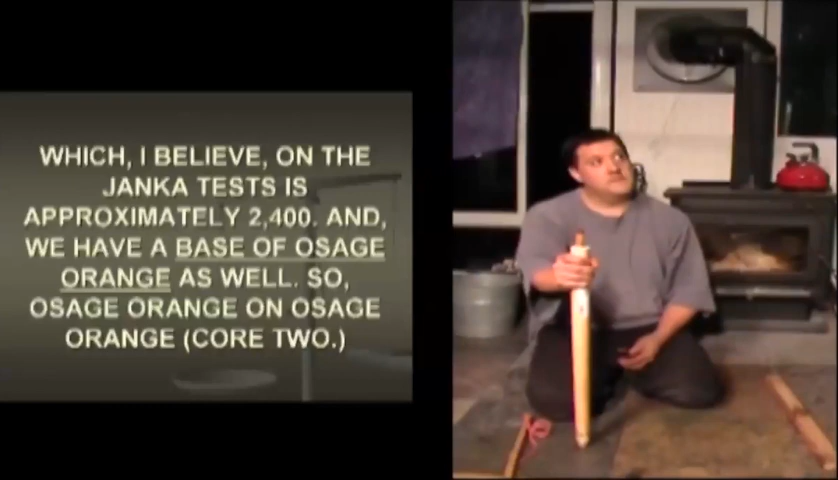 WHICH, I BELIEVE, ON THE
JANKA TESTS IS
APPROXIMATELY 2,400. AND,
WE HAVE A BASE OF OSAGE
ORANGE AS WELL. SO,
OSAGE ORANGE ON OSAGE
ORANGE (CORE TWO.)